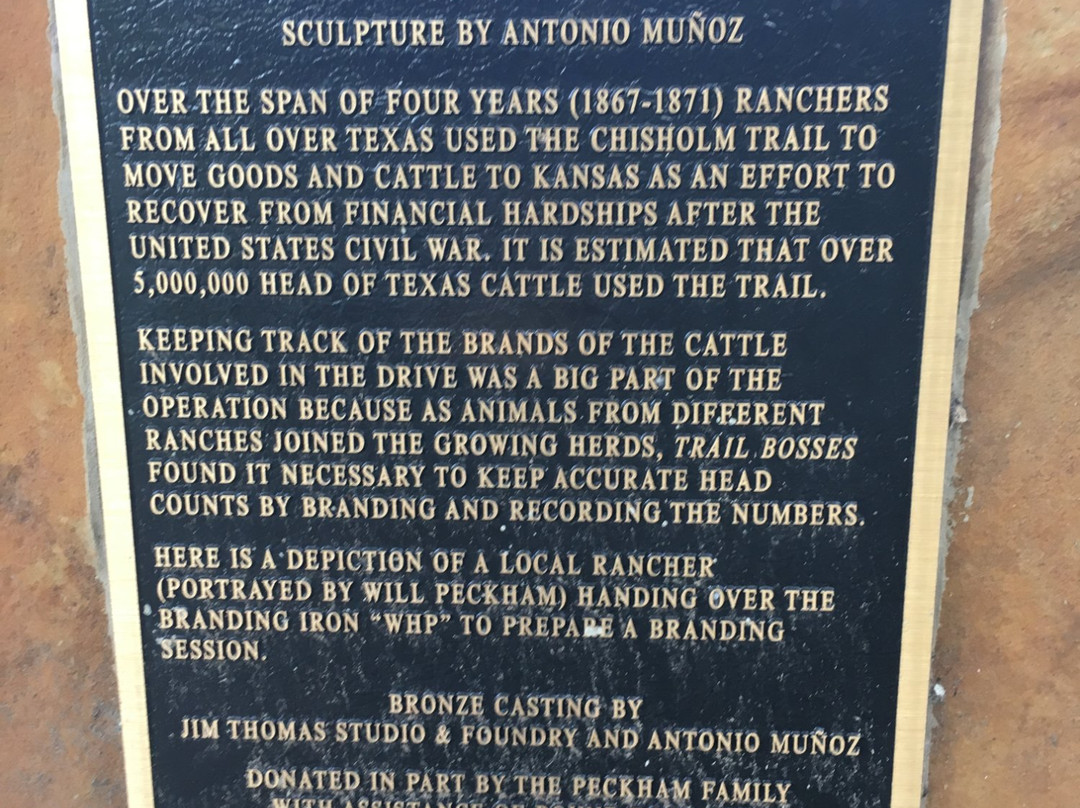 SCULPTURE BY ANTONIO MUÑOZ
OVER THE SPAN OF FOUR YEARS (1867-1871) RANCHERS
FROM ALL OVER TEXAS USED THE CHISHOLM TRAIL TO
MOVE GOODS AND CATTLE TO KANSAS AS AN EFFORT TO
RECOVER FROM FINANCIAL HARDSHIPS AFTER THE
UNITED STATES CIVIL WAR. IT IS ESTIMATED THAT OVER
5,000,000 HEAD OF TEXAS CATTLE USED THE TRAIL.
KEEPING TRACK OF THE BRANDS OF THE CATTLE
INVOLVED IN THE DRIVE WAS A BIG PART OF THE
OPERATION BECAUSE AS ANIMALS FROM DIFFERENT
RANCHES JOINED THE GROWING HERDS, TRAIL BOSSES
FOUND IT NECESSARY TO KEEP ACCURATE HEAD
COUNTS BY BRANDING AND RECORDING THE NUMBERS.
HERE IS A DEPICTION OF A LOCAL RANCHER
(PORTRAYED BY WILL PECKHAM) HANDING OVER THE
BRANDING IRON "WHP" TO PREPARE A BRANDING
SESSION.
BRONZE CASTING BY
JIM THOMAS STUDIO & FOUNDRY AND ANTONIO MUÑOZ
DONATED IN PART BY THE PECKHAM FAMILY
WITH ASSISTANCE OF